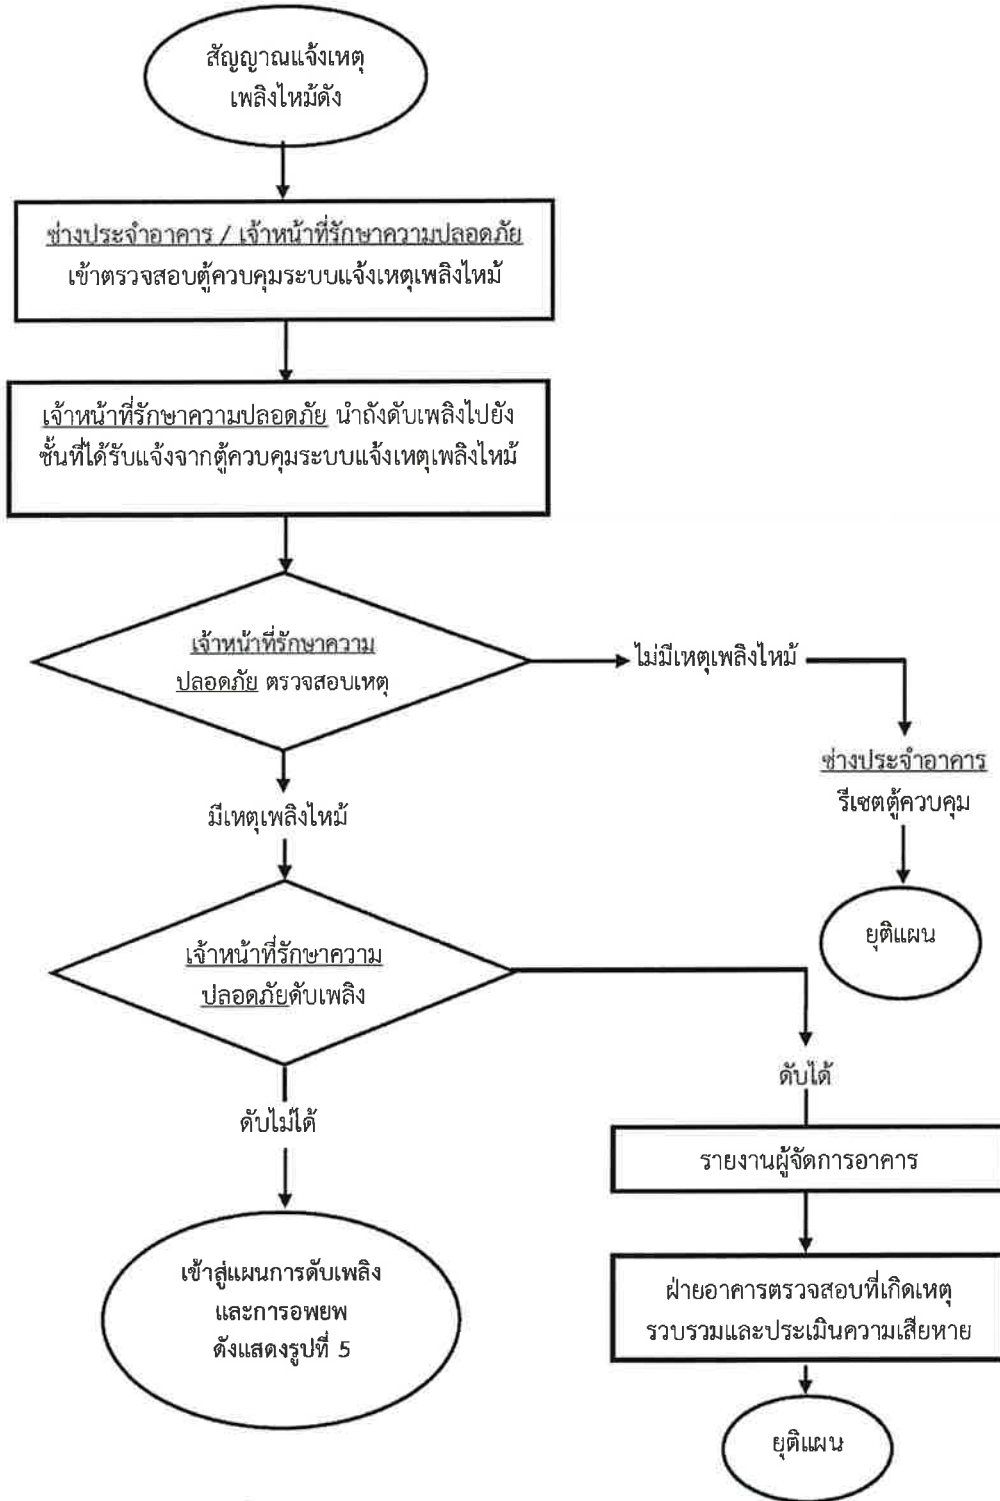 สัญญาณแจ้งเหตุ
เพลิงไหม้ดัง
ช่างประจำอาคาร / เจ้าหน้าที่รักษาความปลอดภัย
เข้าตรวจสอบตู้ควบคุมระบบแจ้งเหตุเพลิงไหม้
เจ้าหน้าที่รักษาความปลอดภัย นำถังดับเพลิงไปยัง
ชั้นที่ได้รับแจ้งจากตู้ควบคุมระบบแจ้งเหตุเพลิงไหม้
เจ้าหน้าที่รักษาความ
ปลอดภัย ตรวจสอบเหตุ
ไม่มีเหตุเพลิงไหม้
ช่างประจำอาคาร
รีเซตตู้ควบคุม
ยุติแผน
มีเหตุเพลิงไหม้
เจ้าหน้าที่รักษาความ
ปลอดภัยดับเพลิง
ดับได้
รายงานผู้จัดการอาคาร
ฝ่ายอาคารตรวจสอบที่เกิดเหตุ
รวบรวมและประเมินความเสียหาย
ยุติแผน
ดับไม่ได้
เข้าสู่แผนการดับเพลิง
และการอพยพ
ดังแสดงรูปที่ 5